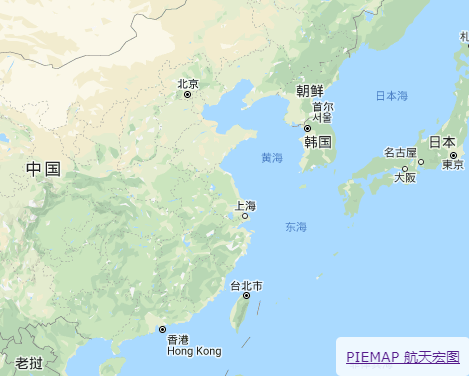 札
北京
朝鲜
日本海
首尔
서울
韩国
日本
名古屋
東京
黄海
大阪
中国
上海
东海
台北市
香港
Hong Kong
老挝
PIEMAP 航天宏图